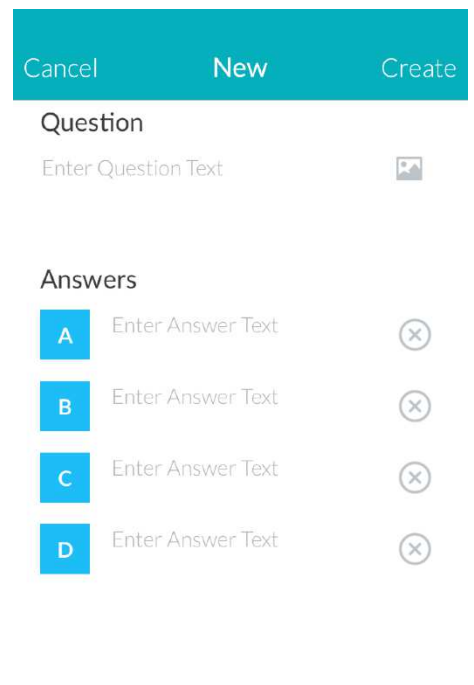 Cancel New Create
Question
Enter Question Text
Answers
A Enter Answer Text
B Enter Answer Text
C Enter Answer Text
D Enter Answer Text